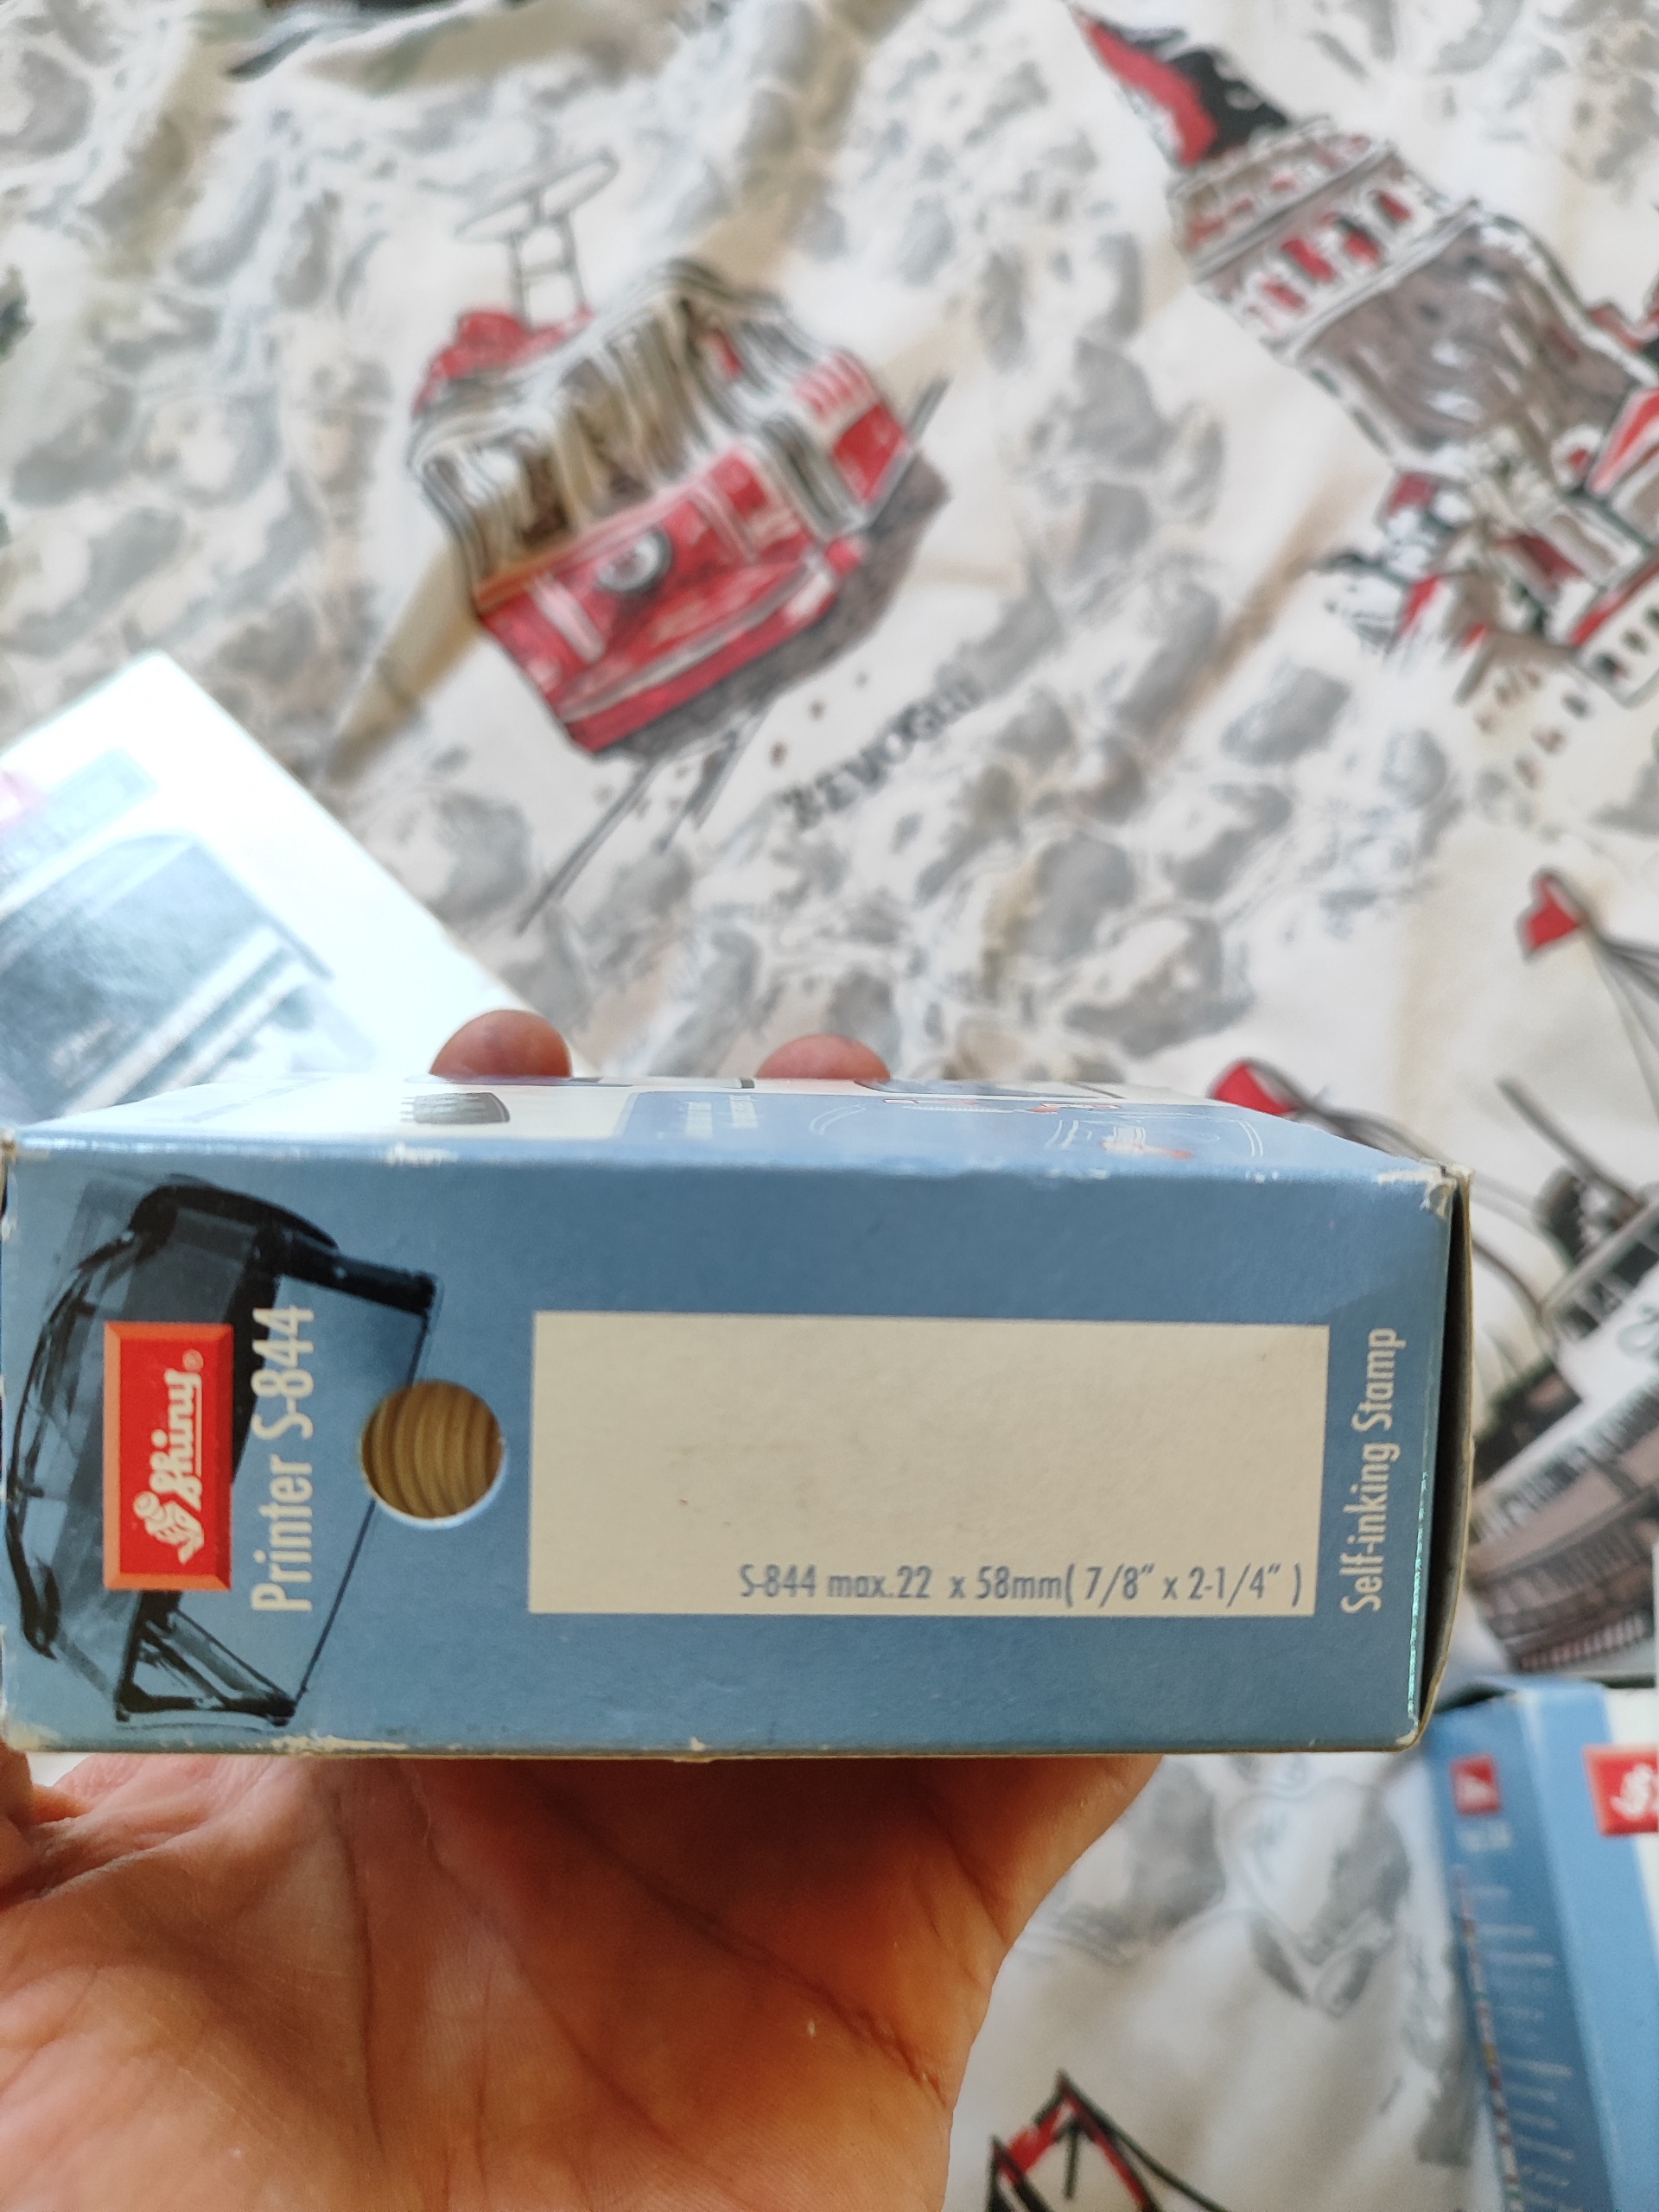 Shiny®
Printer S-844
S-844 max.22 x 58mm( 7/8" x 2-1/4" )
Self-inking Stamp